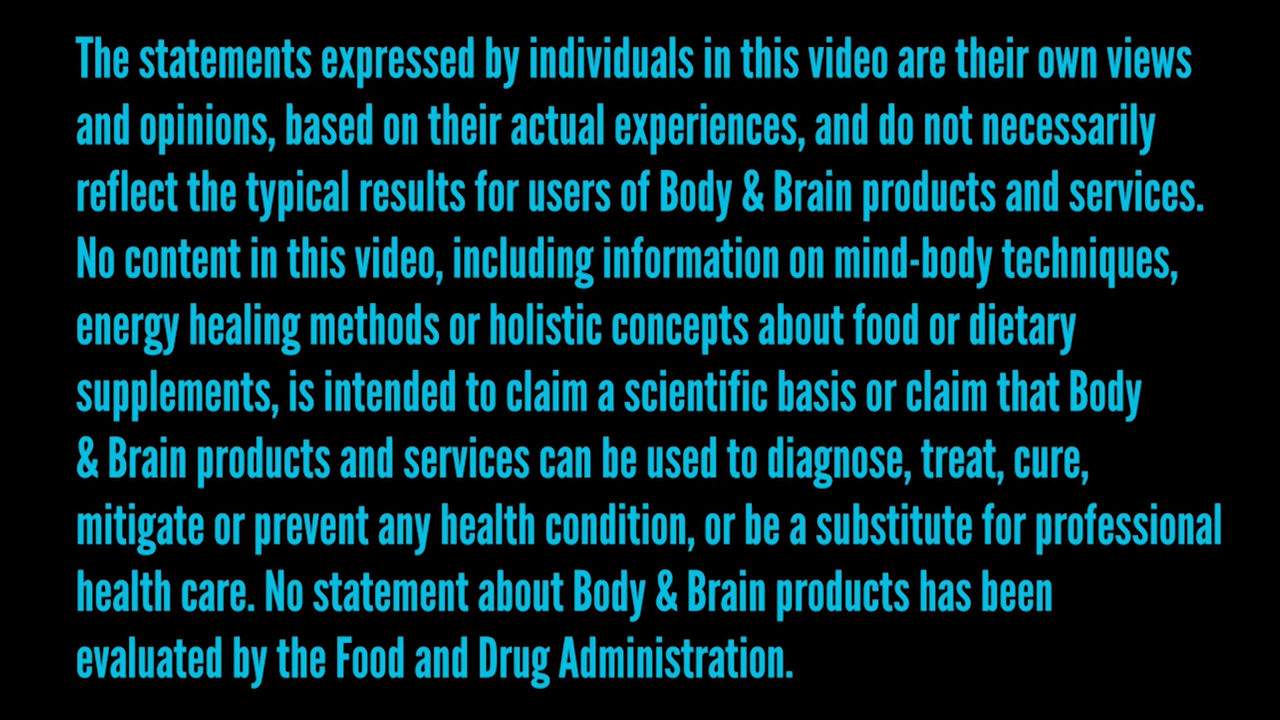 The statements expressed by individuals in this video are their own views
and opinions, based on their actual experiences, and do not necessarily
reflect the typical results for users of Body & Brain products and services.
No content in this video, including information on mind-body techniques,
energy healing methods or holistic concepts about food or dietary
supplements, is intended to claim a scientific basis or claim that Body
& Brain products and services can be used to diagnose, treat, cure,
mitigate or prevent any health condition, or be a substitute for professional
health care. No statement about Body & Brain products has been
evaluated by the Food and Drug Administration.